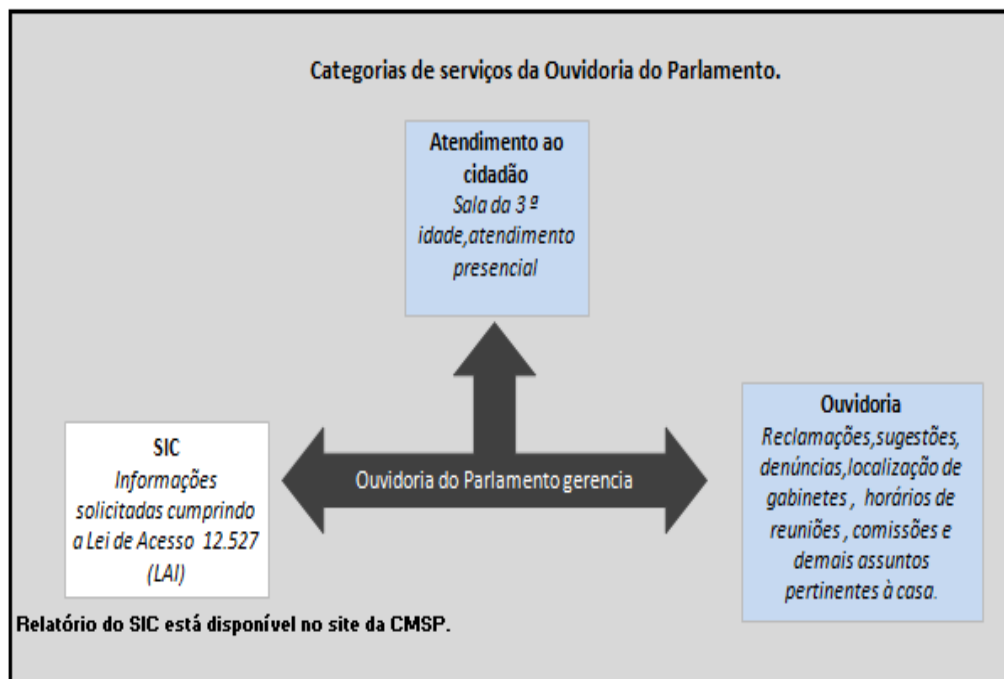 Categorias de serviços da Ouvidoria do Parlamento.
Atendimento ao
cidadão
Sala da 3 ª
idade,atendimento
presencial
Ouvidoria do Parlamento gerencia
SIC
Informações
solicitadas cumprindo
a Lei de Acesso 12.527
(LAI)
Ouvidoria
Reclamações,sugestões,
denúncias,localização de
gabinetes , horários de
reuniões , comissões e
demais assuntos
pertinentes à casa.
Relatório do SIC está disponível no site da CMSP.